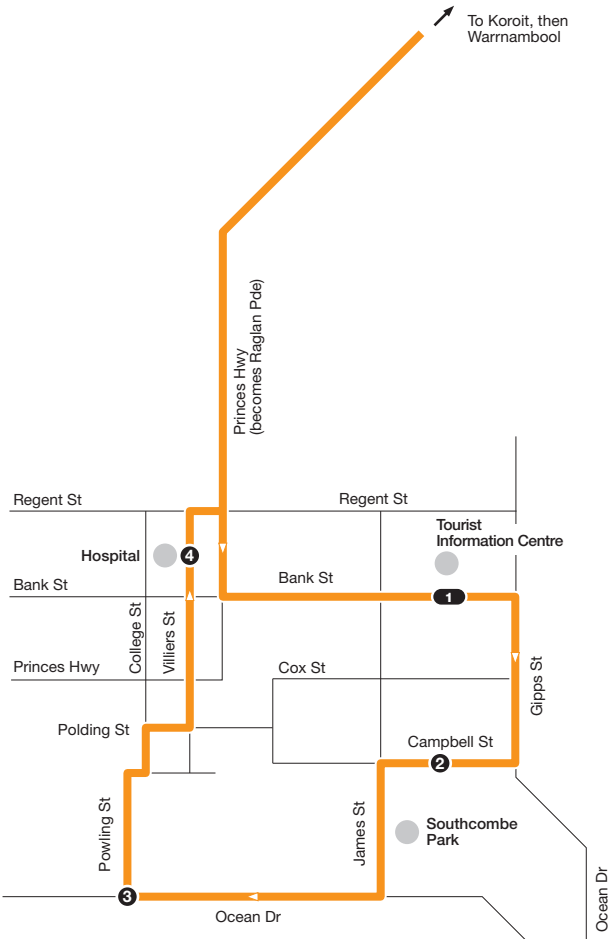 To Koroit, then
Warrnambool
Princes Hwy
(becomes Raglan Pde)
Regent St
Regent St
Tourist
Information Centre
Hospital
4
Bank St
Bank St
1
College St
Villiers St
Princes Hwy
Cox St
Gipps St
Polding St
Campbell St
2
Powling St
James St
Southcombe
Park
3
Ocean Dr
Ocean Dr